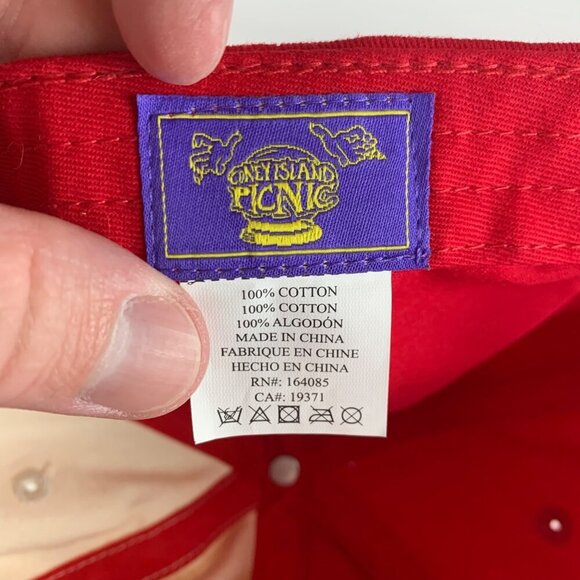 CONEY ISLAND
PICNIC
100% COTTON
100% COTTON
100% ALGODÓN
MADE IN CHINA
FABRIQUE EN CHINE
HECHO EN CHINA
RN#: 164085
CA#: 19371